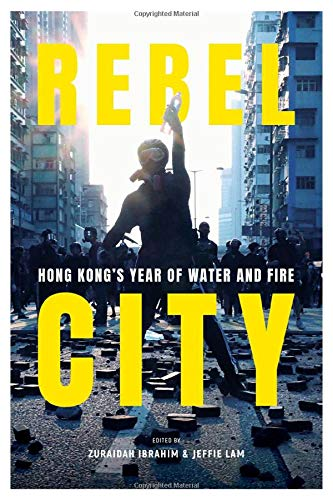 Copyrighted Material
REBEL
HONG KONG'S YEAR OF WATER AND FIRE
CITY
EDITED BY
ZURAIDAH IBRAHIM & JEFFIE LAM
Copyrighted Material